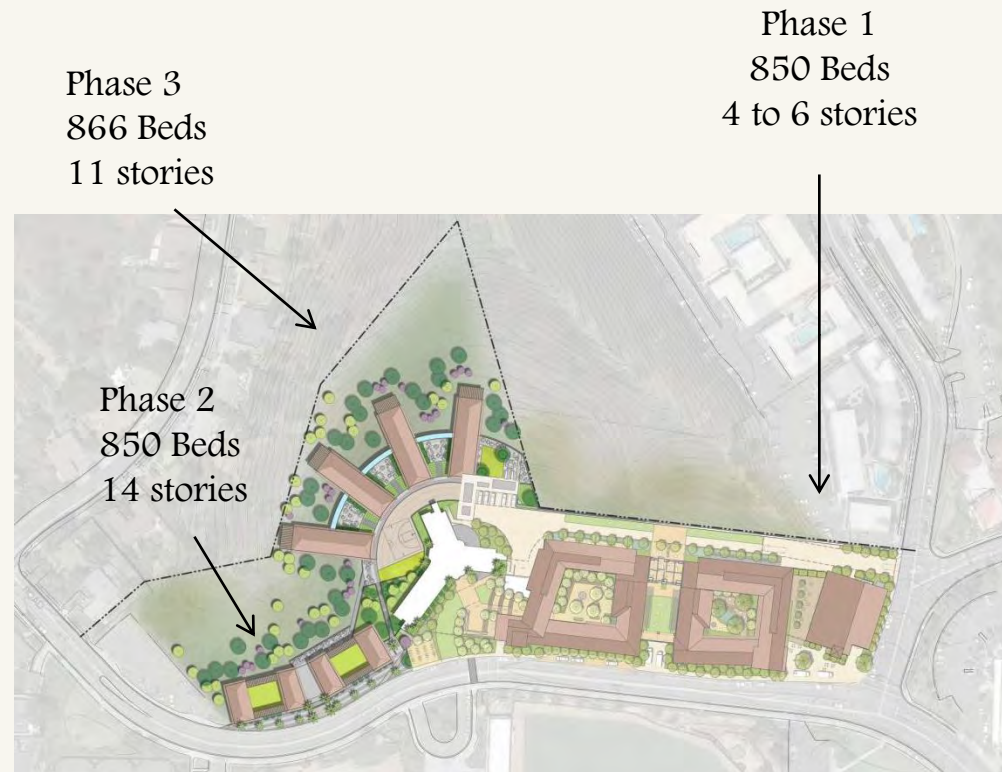 Phase 1
850 Beds
4 to 6 stories
Phase 3
866 Beds
11 stories
Phase 2
850 Beds
14 stories